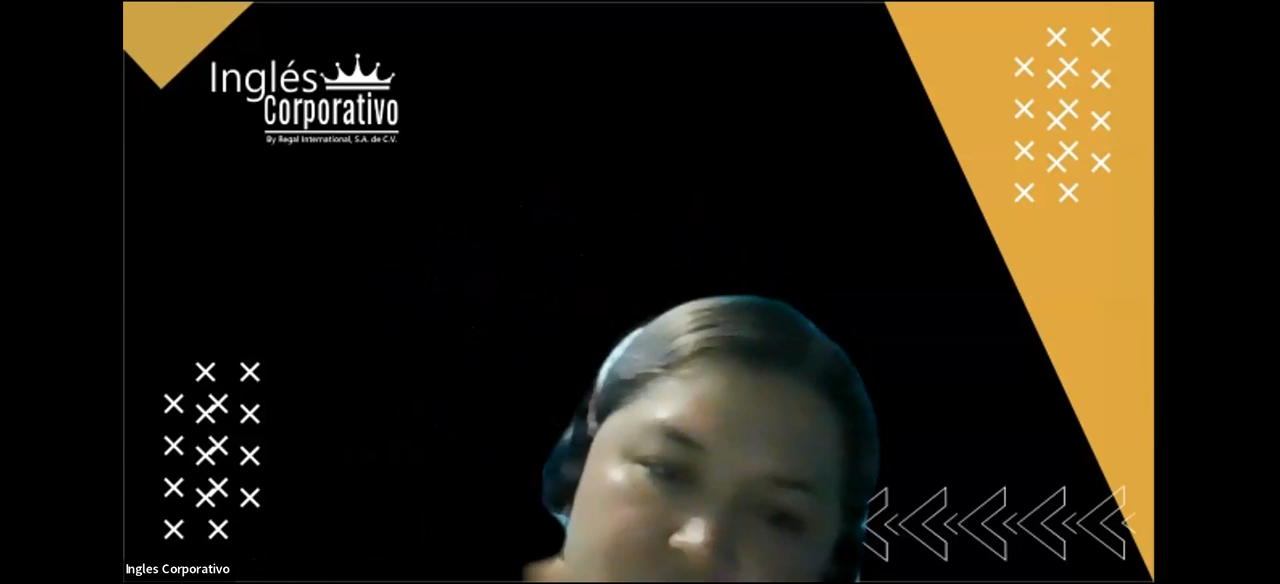 Inglés
Corporativo
By Regal International, S.A. de C.V.
Ingles Corporativo